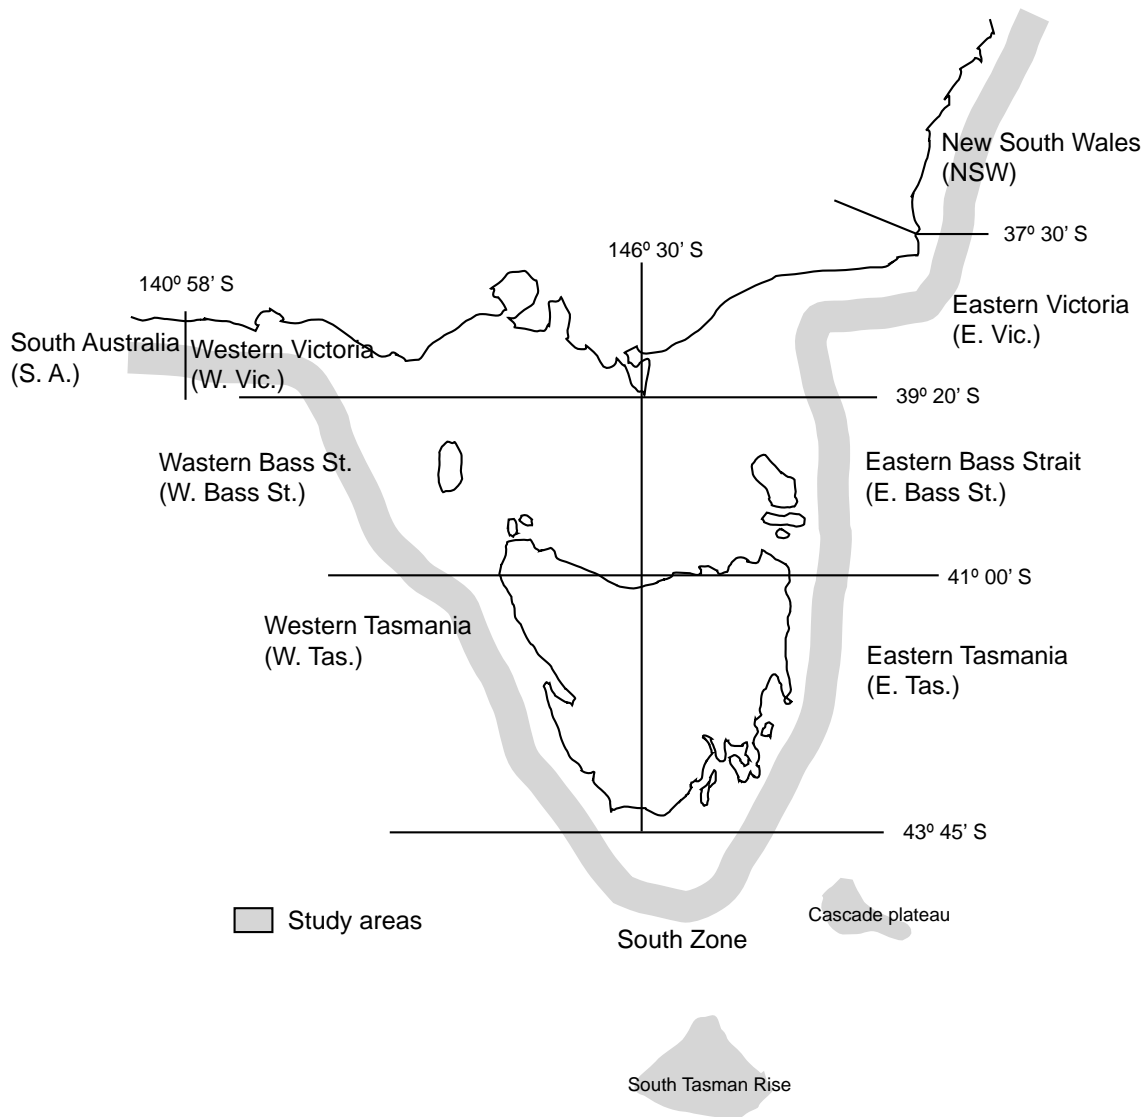 New South Wales
(NSW)
37º 30’ S
146º 30’ S
140º 58’ S
Eastern Victoria
(E. Vic.)
South Australia
(S. A.)
Western Victoria
(W. Vic.)
39º 20’ S
Wastern Bass St.
(W. Bass St.)
Eastern Bass Strait
(E. Bass St.)
41º 00’ S
Western Tasmania
(W. Tas.)
Eastern Tasmania
(E. Tas.)
43º 45’ S
Study areas
Cascade plateau
South Zone
South Tasman Rise